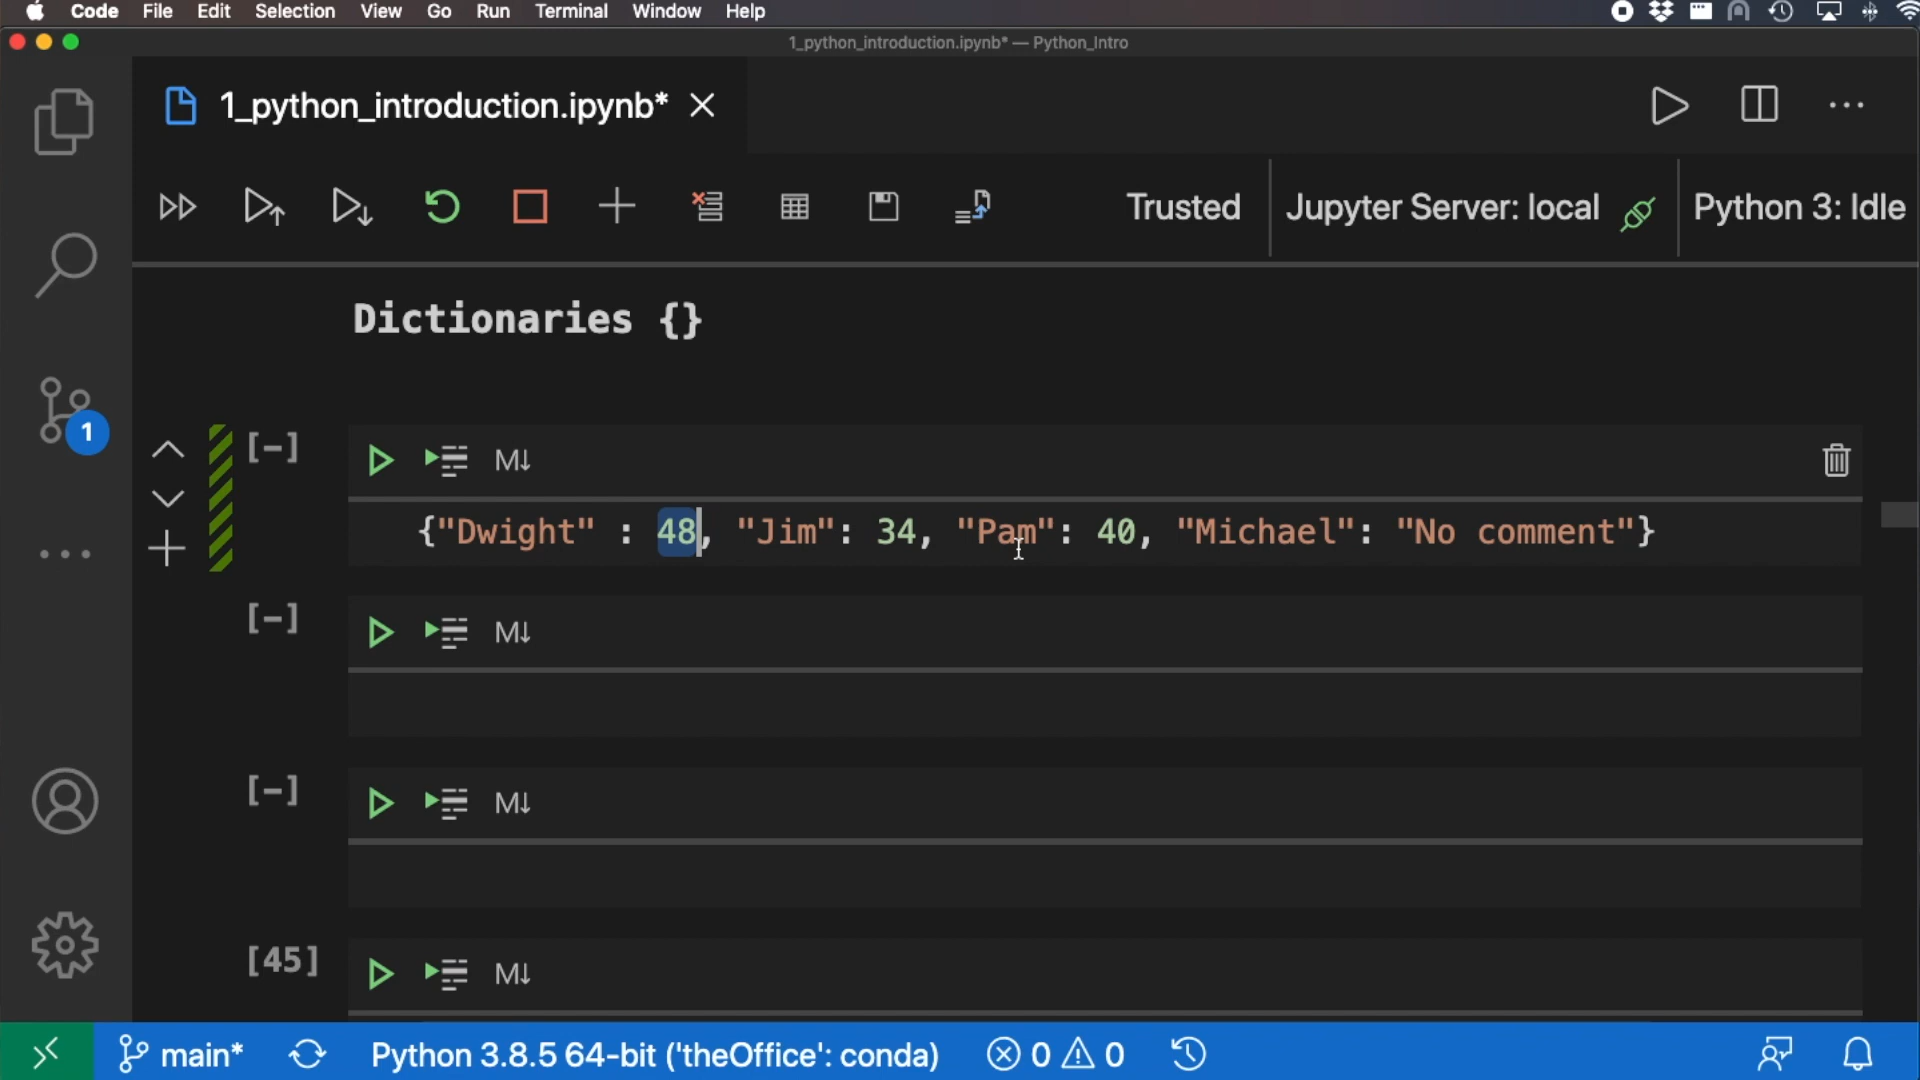 Code File Edit Selection View Go Run Terminal Window Help
1_python_introduction.ipynb* — Python_Intro
1_python_introduction.ipynb*
Trusted Jupyter Server: local Python 3: Idle
Dictionaries {}
1
[-] M↓
{"Dwight" : 48, "Jim": 34, "Pam": 40, "Michael": "No comment"}
[-] M↓
[-] M↓
[45] M↓
main* Python 3.8.5 64-bit ('theOffice': conda) 0 0